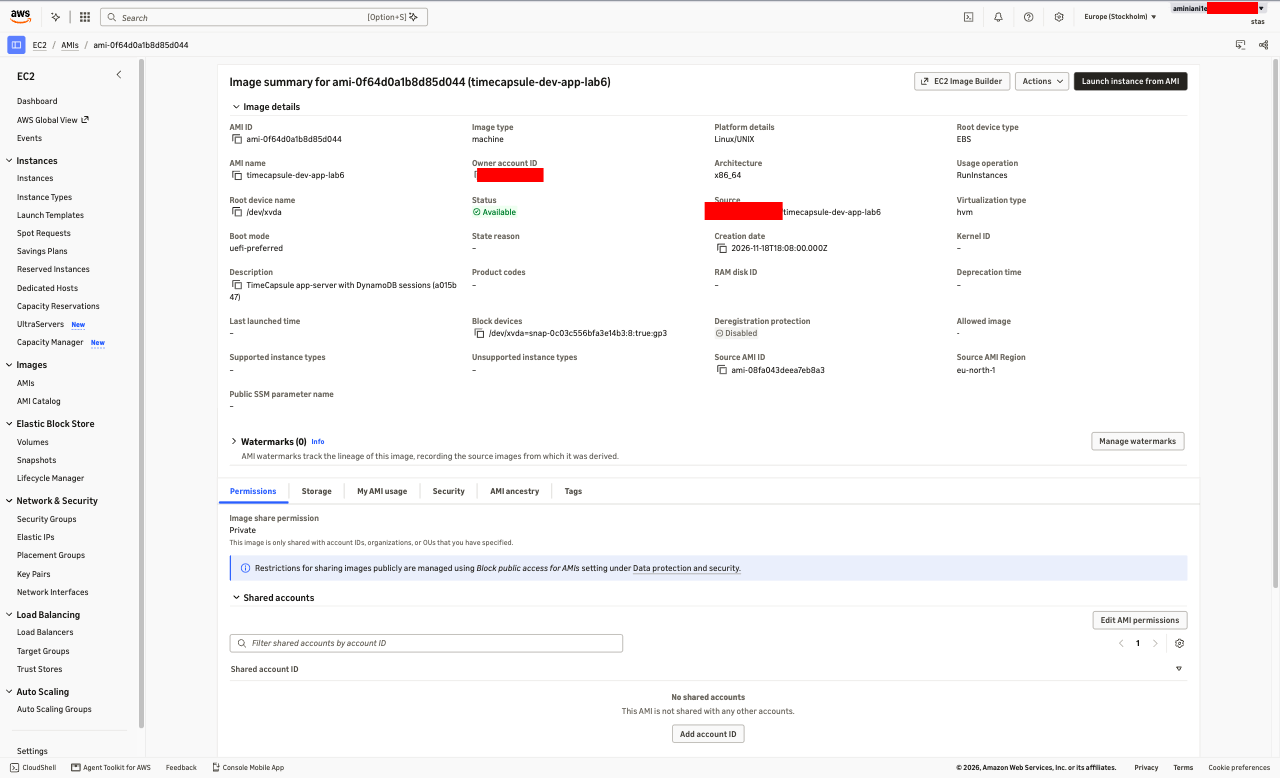 aws
Search
[Option+S]
Europe (Stockholm)
aminiani1e
stas
EC2 / AMIs / ami-0f64d0a1b8d85d044
EC2
Dashboard
AWS Global View
Events
Instances
Instances
Instance Types
Launch Templates
Spot Requests
Savings Plans
Reserved Instances
Dedicated Hosts
Capacity Reservations
UltraServers New
Capacity Manager New
Images
AMIs
AMI Catalog
Elastic Block Store
Volumes
Snapshots
Lifecycle Manager
Network & Security
Security Groups
Elastic IPs
Placement Groups
Key Pairs
Network Interfaces
Load Balancing
Load Balancers
Target Groups
Trust Stores
Auto Scaling
Auto Scaling Groups
Settings
Image summary for ami-0f64d0a1b8d85d044 (timecapsule-dev-app-lab6)
EC2 Image Builder
Actions
Launch instance from AMI
Image details
AMI ID
ami-0f64d0a1b8d85d044
Image type
machine
Platform details
Linux/UNIX
Root device type
EBS
AMI name
timecapsule-dev-app-lab6
Owner account ID
Architecture
x86_64
Usage operation
RunInstances
Root device name
/dev/xvda
Status
Available
Source
/timecapsule-dev-app-lab6
Virtualization type
hvm
Boot mode
uefi-preferred
State reason
–
Creation date
2026-11-18T18:08:00.000Z
Kernel ID
–
Description
TimeCapsule app-server with DynamoDB sessions (a015b
47)
Product codes
–
RAM disk ID
–
Deprecation time
–
Last launched time
–
Block devices
/dev/xvda=snap-0c03c556bfa3e14b3:8:true:gp3
Deregistration protection
Disabled
Allowed image
-
Supported instance types
–
Unsupported instance types
–
Source AMI ID
ami-08fa043deea7eb8a3
Source AMI Region
eu-north-1
Public SSM parameter name
–
Watermarks (0) Info
AMI watermarks track the lineage of this image, recording the source images from which it was derived.
Manage watermarks
Permissions
Storage
My AMI usage
Security
AMI ancestry
Tags
Image share permission
Private
This image is only shared with account IDs, organizations, or OUs that you have specified.
Restrictions for sharing images publicly are managed using Block public access for AMIs setting under Data protection and security.
Shared accounts
Edit AMI permissions
Filter shared accounts by account ID
1
Shared account ID
No shared accounts
This AMI is not shared with any other accounts.
Add account ID
CloudShell
Agent Toolkit for AWS
Feedback
Console Mobile App
© 2026, Amazon Web Services, Inc. or its affiliates.
Privacy
Terms
Cookie preferences